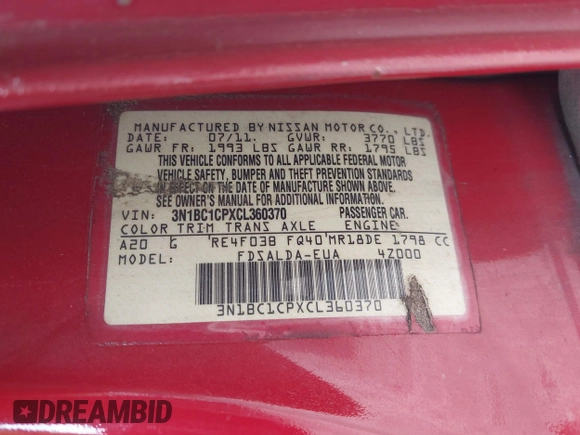 MANUFACTURED BY NISSAN MOTOR CO., LTD.
DATE: 07/11. GVWR: 3770 LBS
GAWR FR: 1993 LBS GAWR RR: 1795 LBS
THIS VEHICLE CONFORMS TO ALL APPLICABLE FEDERAL MOTOR
VEHICLE SAFETY, BUMPER AND THEFT PREVENTION STANDARDS
IN EFFECT ON THE DATE OF MANUFACTURE SHOWN ABOVE.
SEE OWNER'S MANUAL FOR ADDITIONAL INFORMATION.
VIN: 3N1BC1CPXCL360370 PASSENGER CAR.
COLOR TRIM TRANS AXLE ENGINE
A20 G RE4F03B FQ40 MR18DE 1798 CC
MODEL: FDSALDA-EUA 4Z000
3N1BC1CPXCL360370
DREAMBID